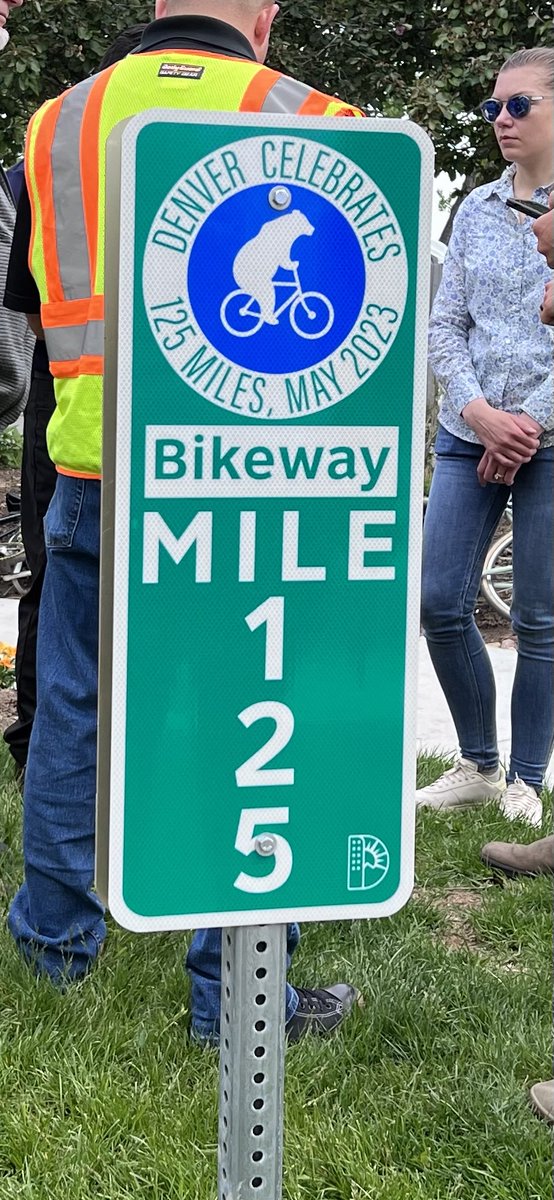 DENVER CELEBRATES
125 MILES, MAY 2023
Bikeway
MILE
1
2
5